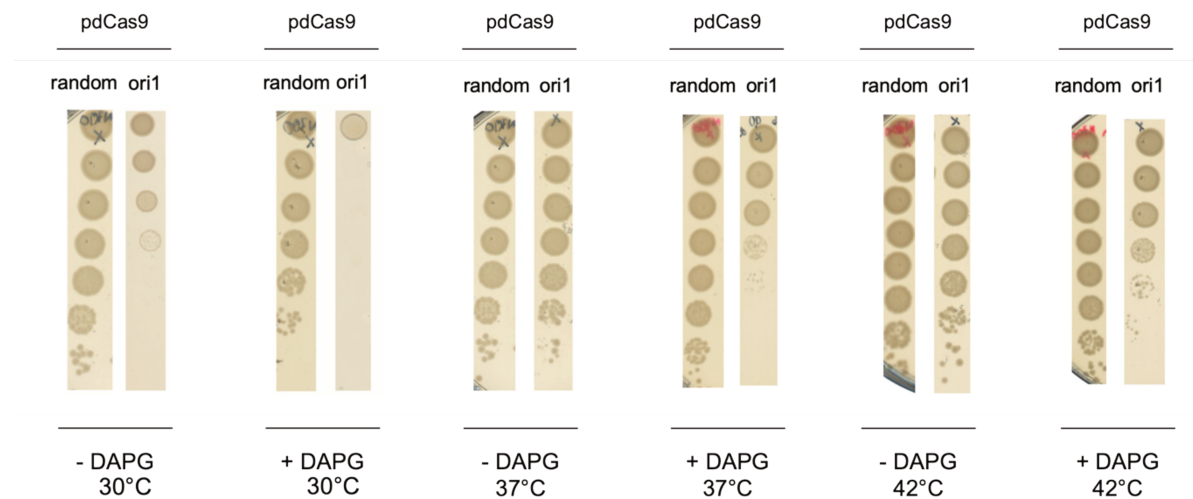 pdCas9 pdCas9 pdCas9 pdCas9 pdCas9 pdCas9
random ori1 random ori1 random ori1 random ori1 random ori1 random ori1
- DAPG + DAPG - DAPG + DAPG - DAPG + DAPG
30°C 30°C 37°C 37°C 42°C 42°C